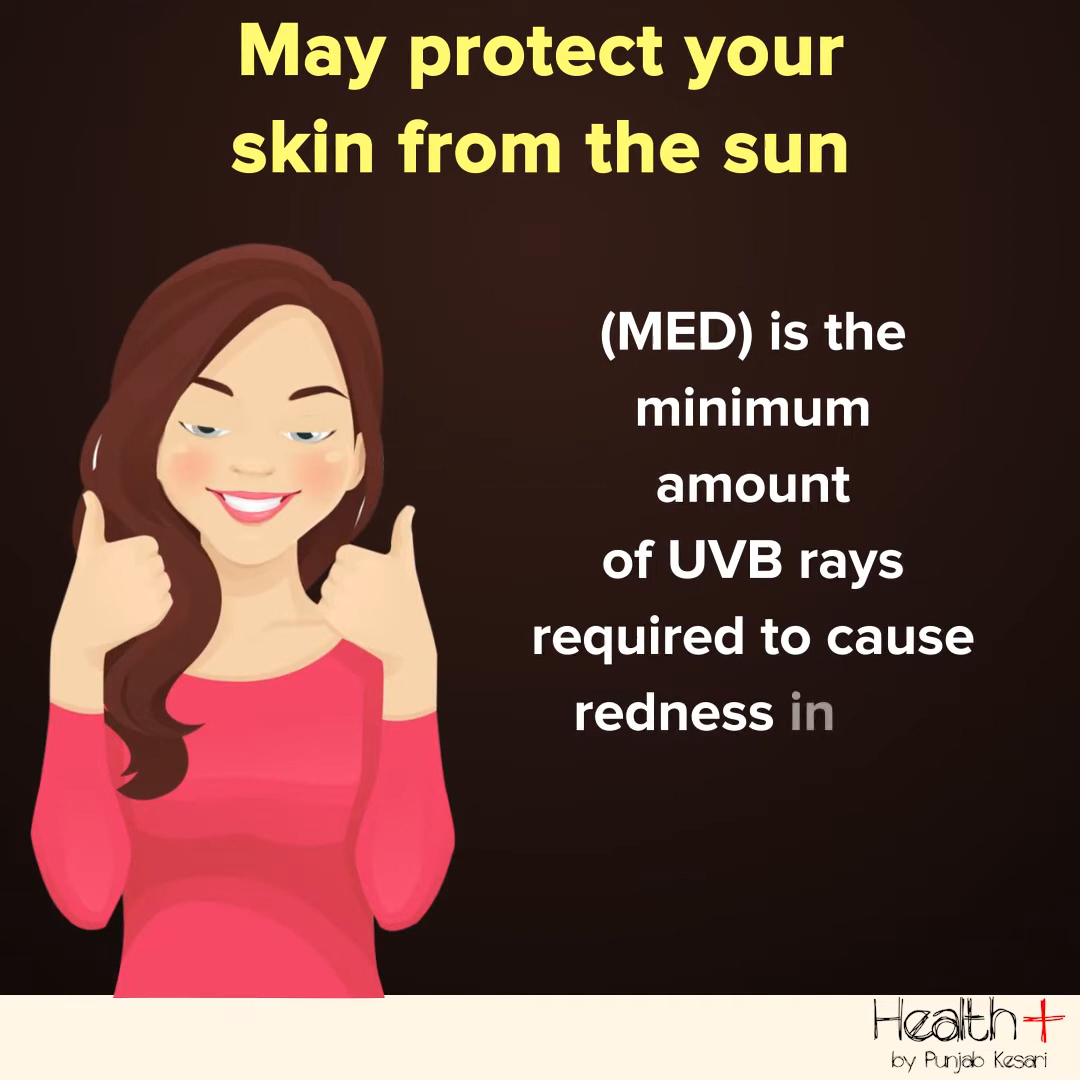 May protect your
skin from the sun
(MED) is the
minimum
amount
of UVB rays
required to cause
redness in
Health+
by Punjab Kesari